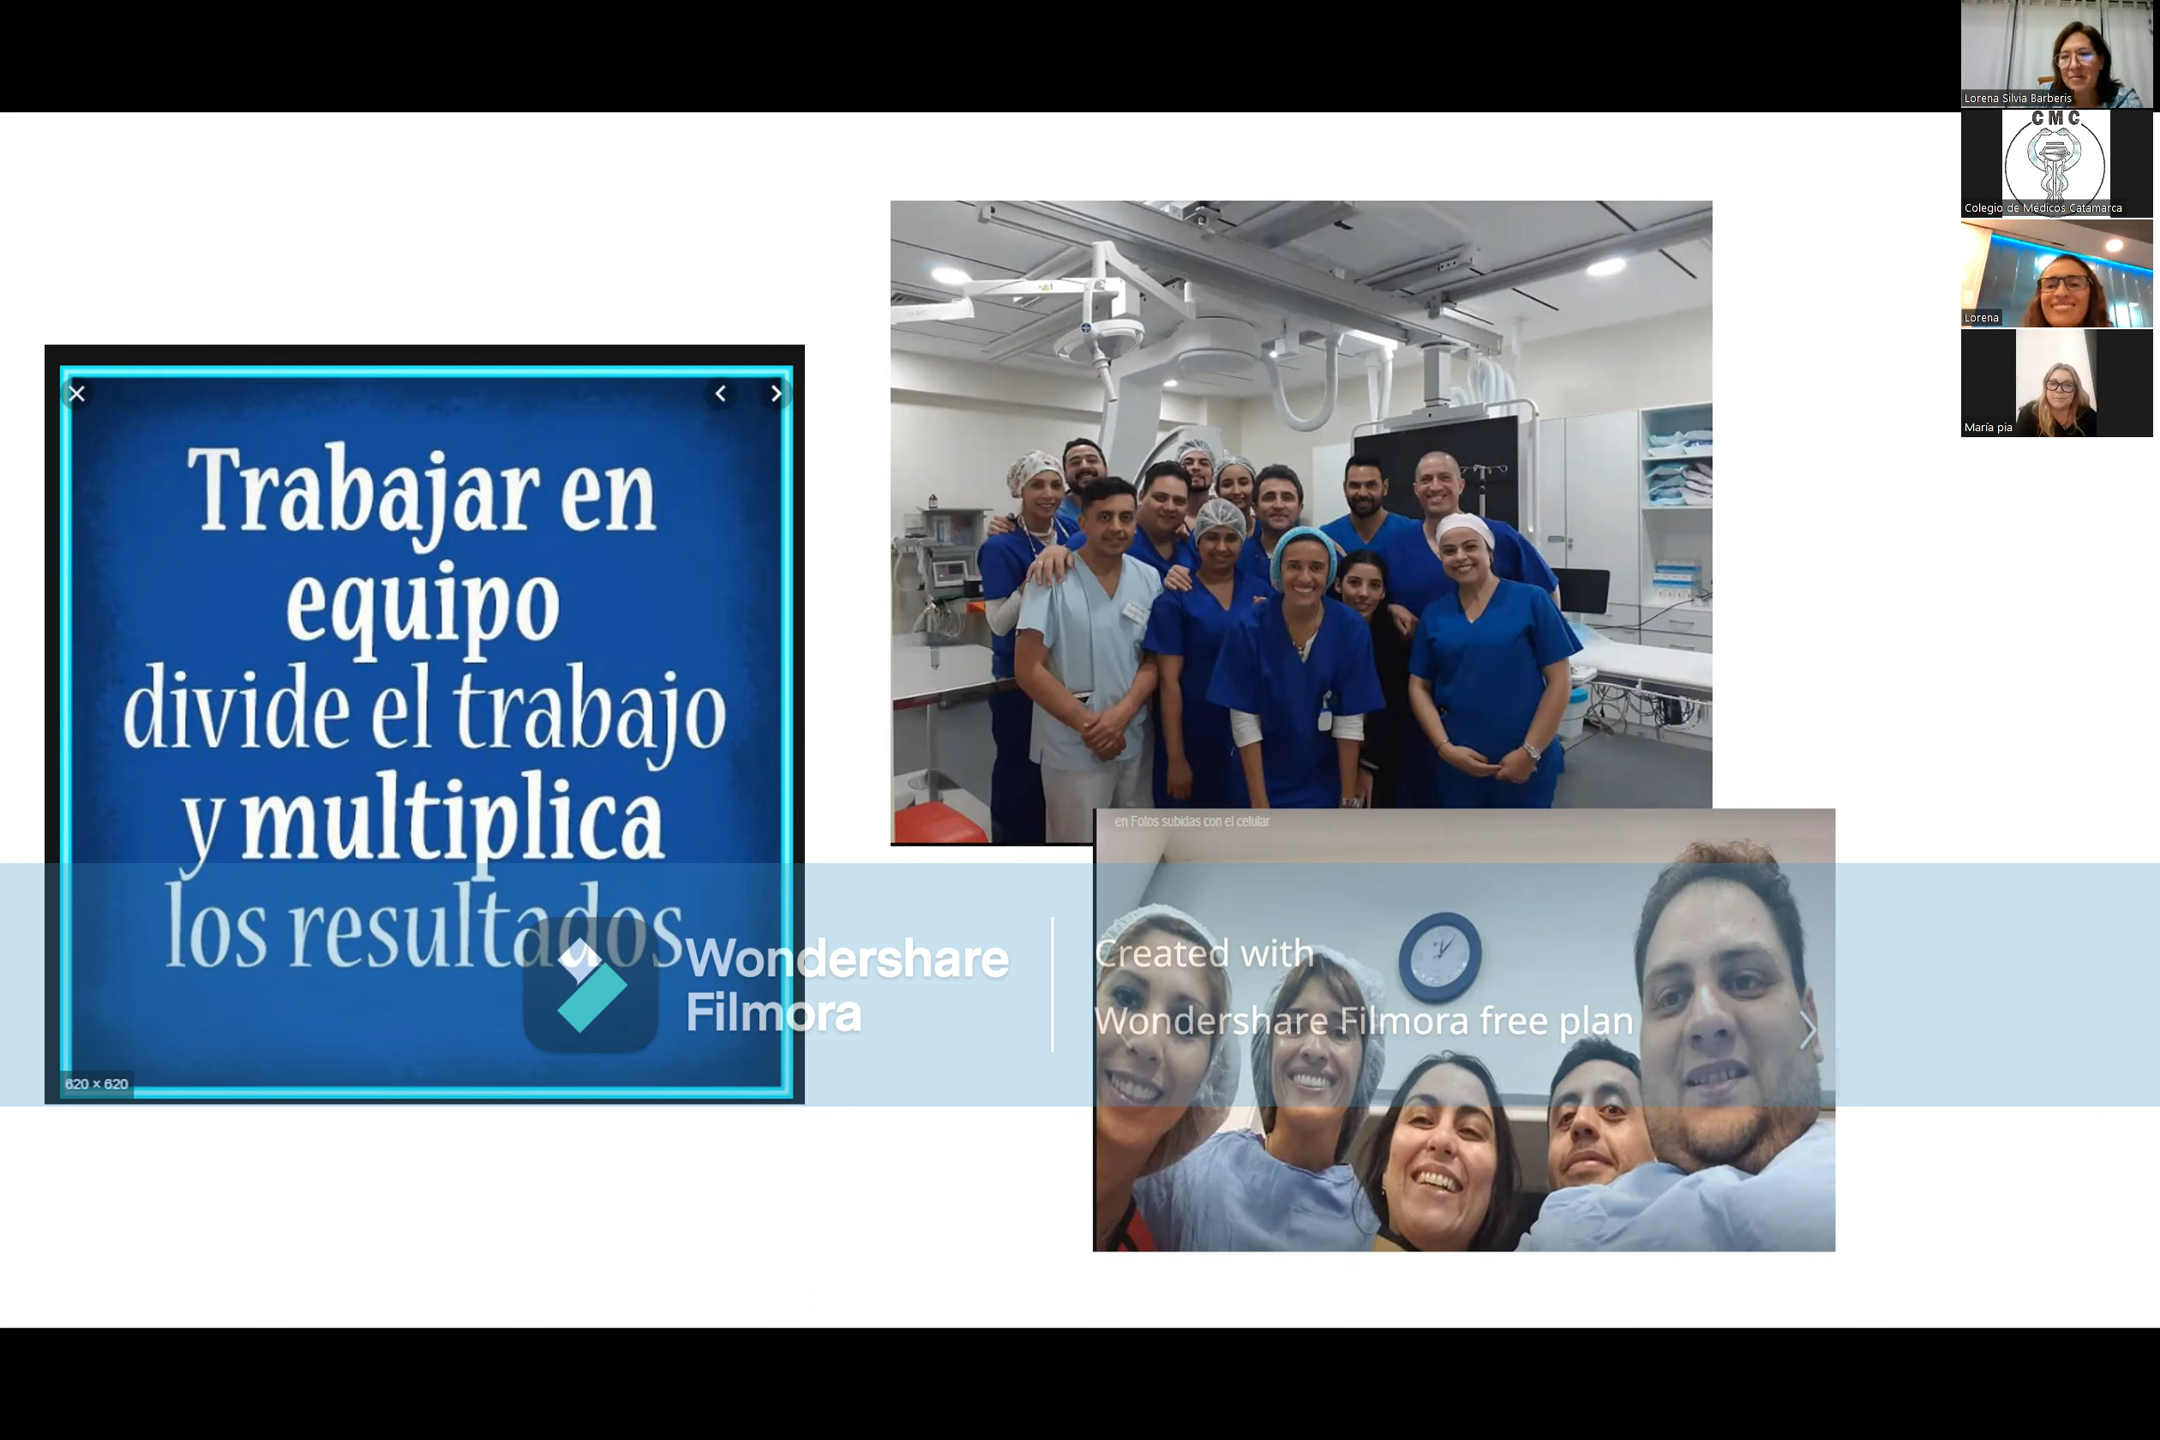 Trabajar en
equipo
divide el trabajo
y multiplica
los resultados
620 × 620
en Fotos subidas con el celular
Wondershare
Filmora
Created with
Wondershare Filmora free plan
Lorena Silvia Barberis
CMC
Colegio de Médicos Catamarca
Lorena
María pia